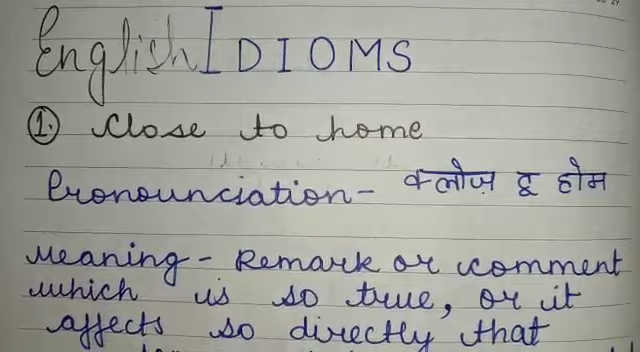 English IDIOMS
1. Close to home
Pronounciation - क्लोज़ टू होम
Meaning - Remark or comment
which is so true, or it
affects so directly that